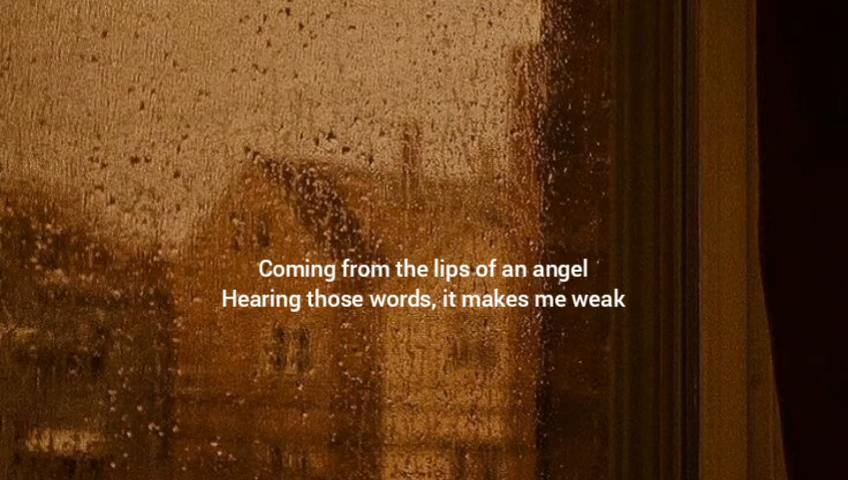 Coming from the lips of an angel
Hearing those words, it makes me weak